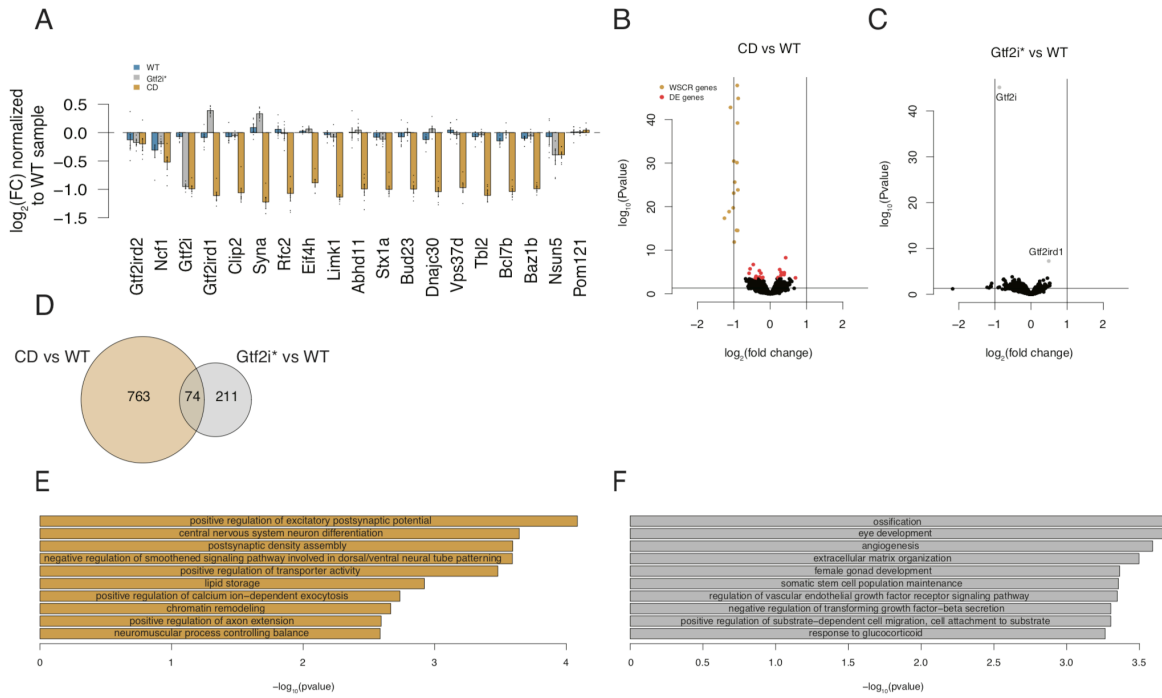 A
B
C
CD vs WT
Gtf2i* vs WT
WT
Gtf2i*
CD
WSCR genes
DE genes
log2(FC) normalized
to WT sample
0.5
0.0
−0.5
−1.0
−1.5
Gtf2ird2
Ncf1
Gtf2i
Gtf2ird1
Clip2
Syna
Rfc2
Eif4h
Limk1
Abhd11
Stx1a
Bud23
Dnajc30
Vps37d
Tbl2
Bcl7b
Baz1b
Nsun5
Pom121
log10(Pvalue)
40
30
20
10
0
−2
−1
0
1
2
log2(fold change)
log10(Pvalue)
40
30
20
10
0
Gtf2i
Gtf2ird1
−2
−1
0
1
2
log2(fold change)
D
CD vs WT
Gtf2i* vs WT
763
74
211
E
positive regulation of excitatory postsynaptic potential
central nervous system neuron differentiation
postsynaptic density assembly
negative regulation of smoothened signaling pathway involved in dorsal/ventral neural tube patterning
positive regulation of transporter activity
lipid storage
positive regulation of calcium ion−dependent exocytosis
chromatin remodeling
positive regulation of axon extension
neuromuscular process controlling balance
0
1
2
3
4
−log10(pvalue)
F
ossification
eye development
angiogenesis
extracellular matrix organization
female gonad development
somatic stem cell population maintenance
regulation of vascular endothelial growth factor receptor signaling pathway
negative regulation of transforming growth factor−beta secretion
positive regulation of substrate−dependent cell migration, cell attachment to substrate
response to glucocorticoid
0.0
0.5
1.0
1.5
2.0
2.5
3.0
3.5
−log10(pvalue)